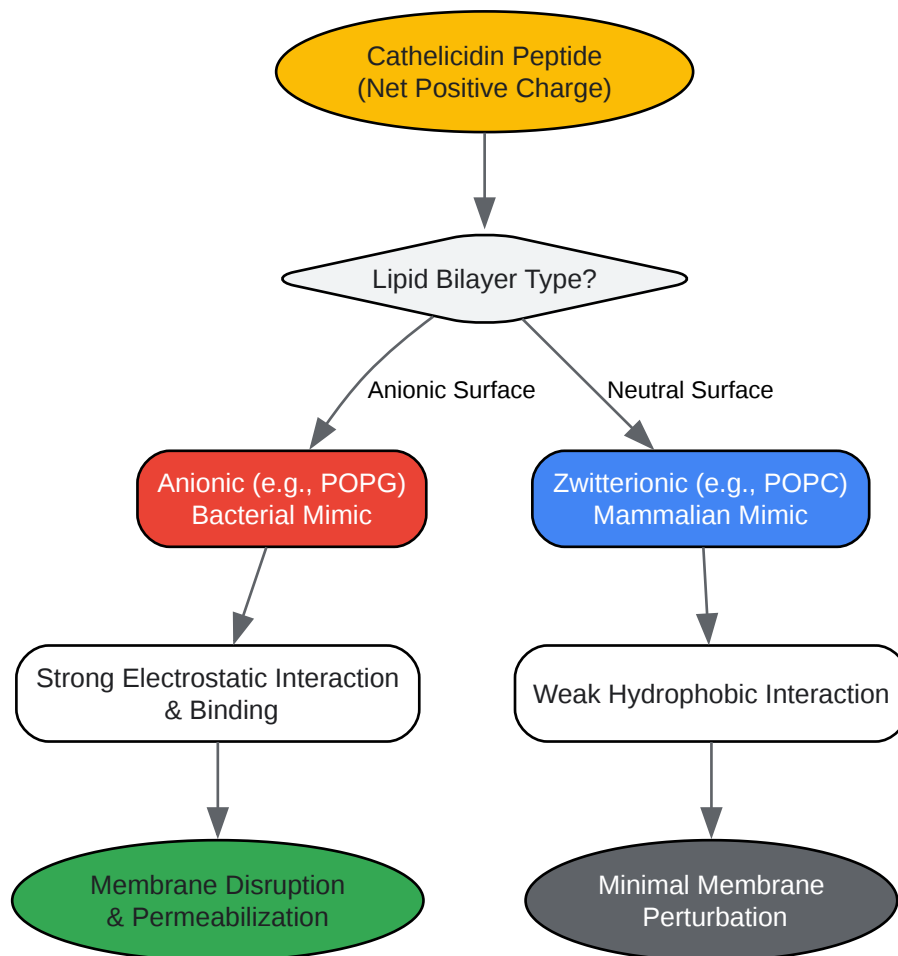 Cathelicidin Peptide
(Net Positive Charge)
Lipid Bilayer Type?
Anionic Surface
Neutral Surface
Anionic (e.g., POPG)
Bacterial Mimic
Zwitterionic (e.g., POPC)
Mammalian Mimic
Strong Electrostatic Interaction
& Binding
Weak Hydrophobic Interaction
Membrane Disruption
& Permeabilization
Minimal Membrane
Perturbation